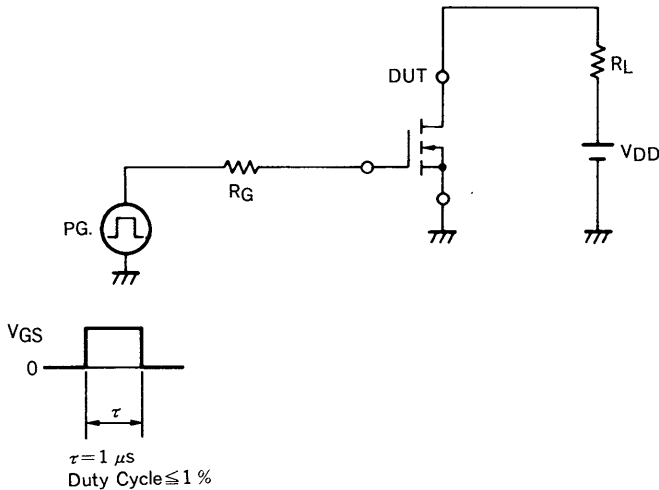 DUT
RL
VDD
RG
PG.
VGS
0
τ
τ=1 μs
Duty Cycle≦1 %